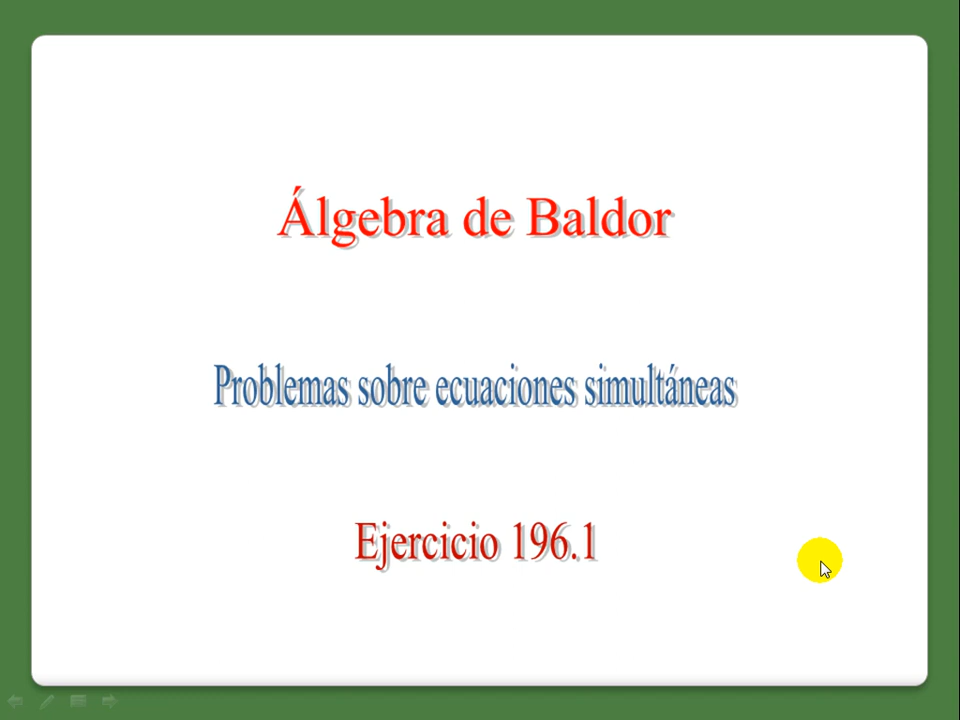 Álgebra de Baldor
Problemas sobre ecuaciones simultáneas
Ejercicio 196.1